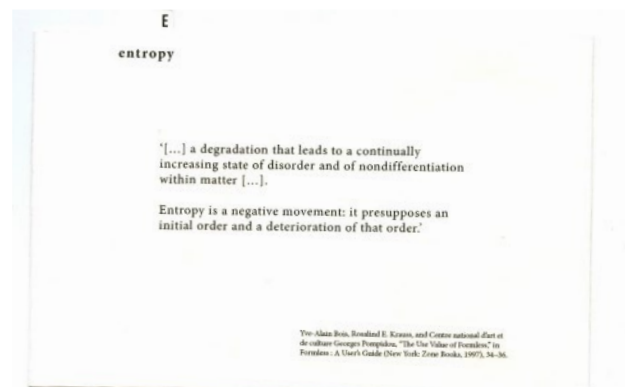 E
entropy
‘[...] a degradation that leads to a continually
increasing state of disorder and of nondifferentiation
within matter [...].
Entropy is a negative movement: it presupposes an
initial order and a deterioration of that order.’
Yve-Alain Bois, Rosalind E. Krauss, and Centre national d'art et
de culture Georges Pompidou, "The Use Value of Formless," in
Formless : A User's Guide (New York: Zone Books, 1997), 34–36.